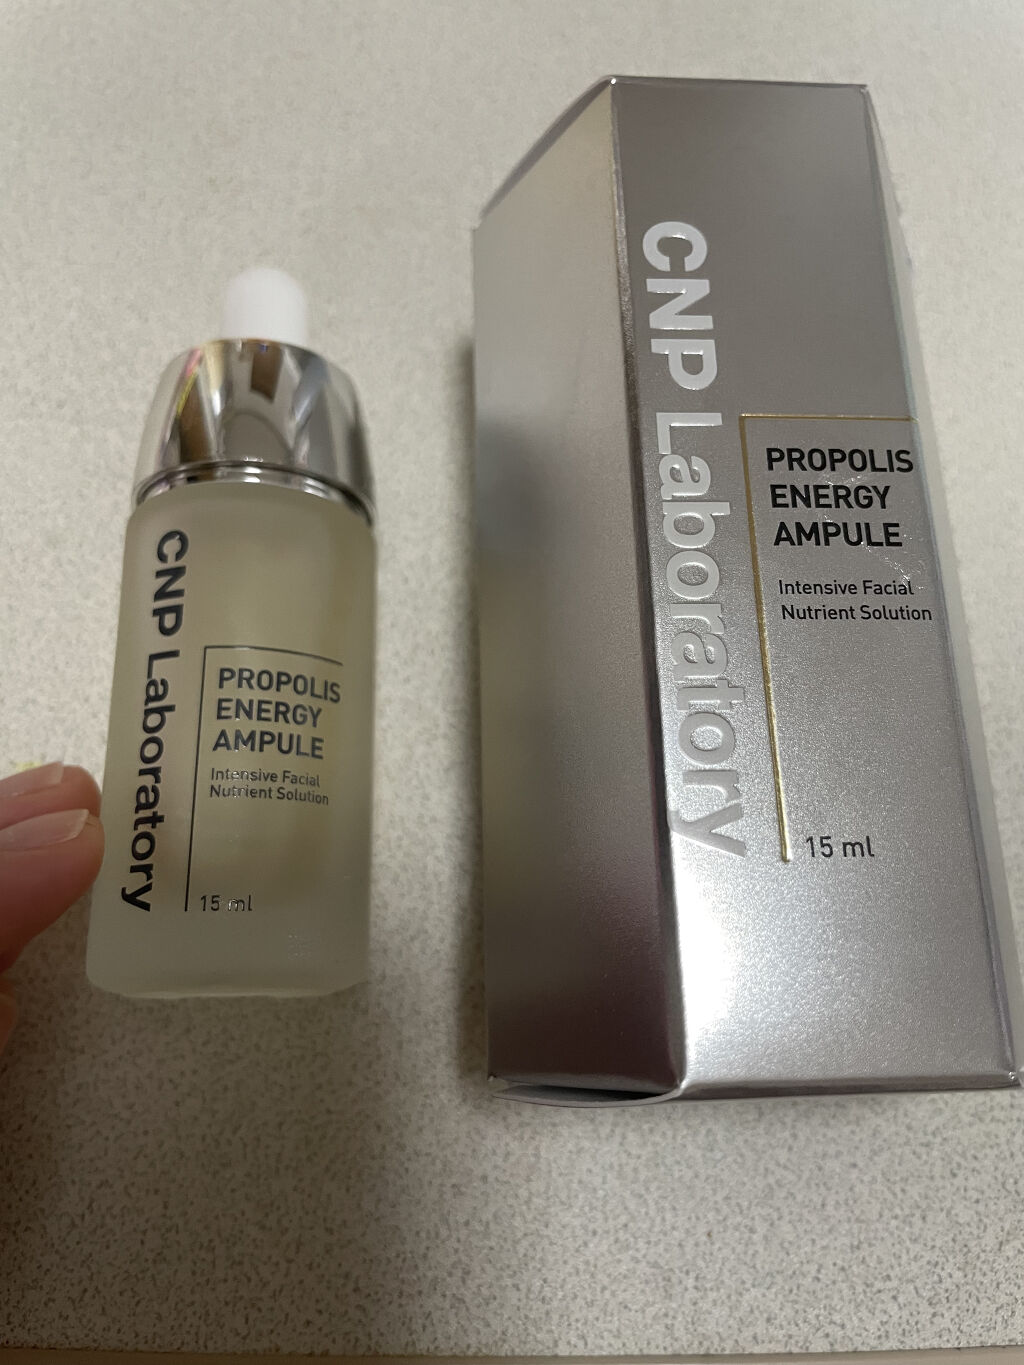 CNP Laboratory
PROPOLIS
ENERGY
AMPULE
Intensive Facial
Nutrient Solution
15 ml
CNP Laboratory
PROPOLIS
ENERGY
AMPULE
Intensive Facial
Nutrient Solution
15 ml